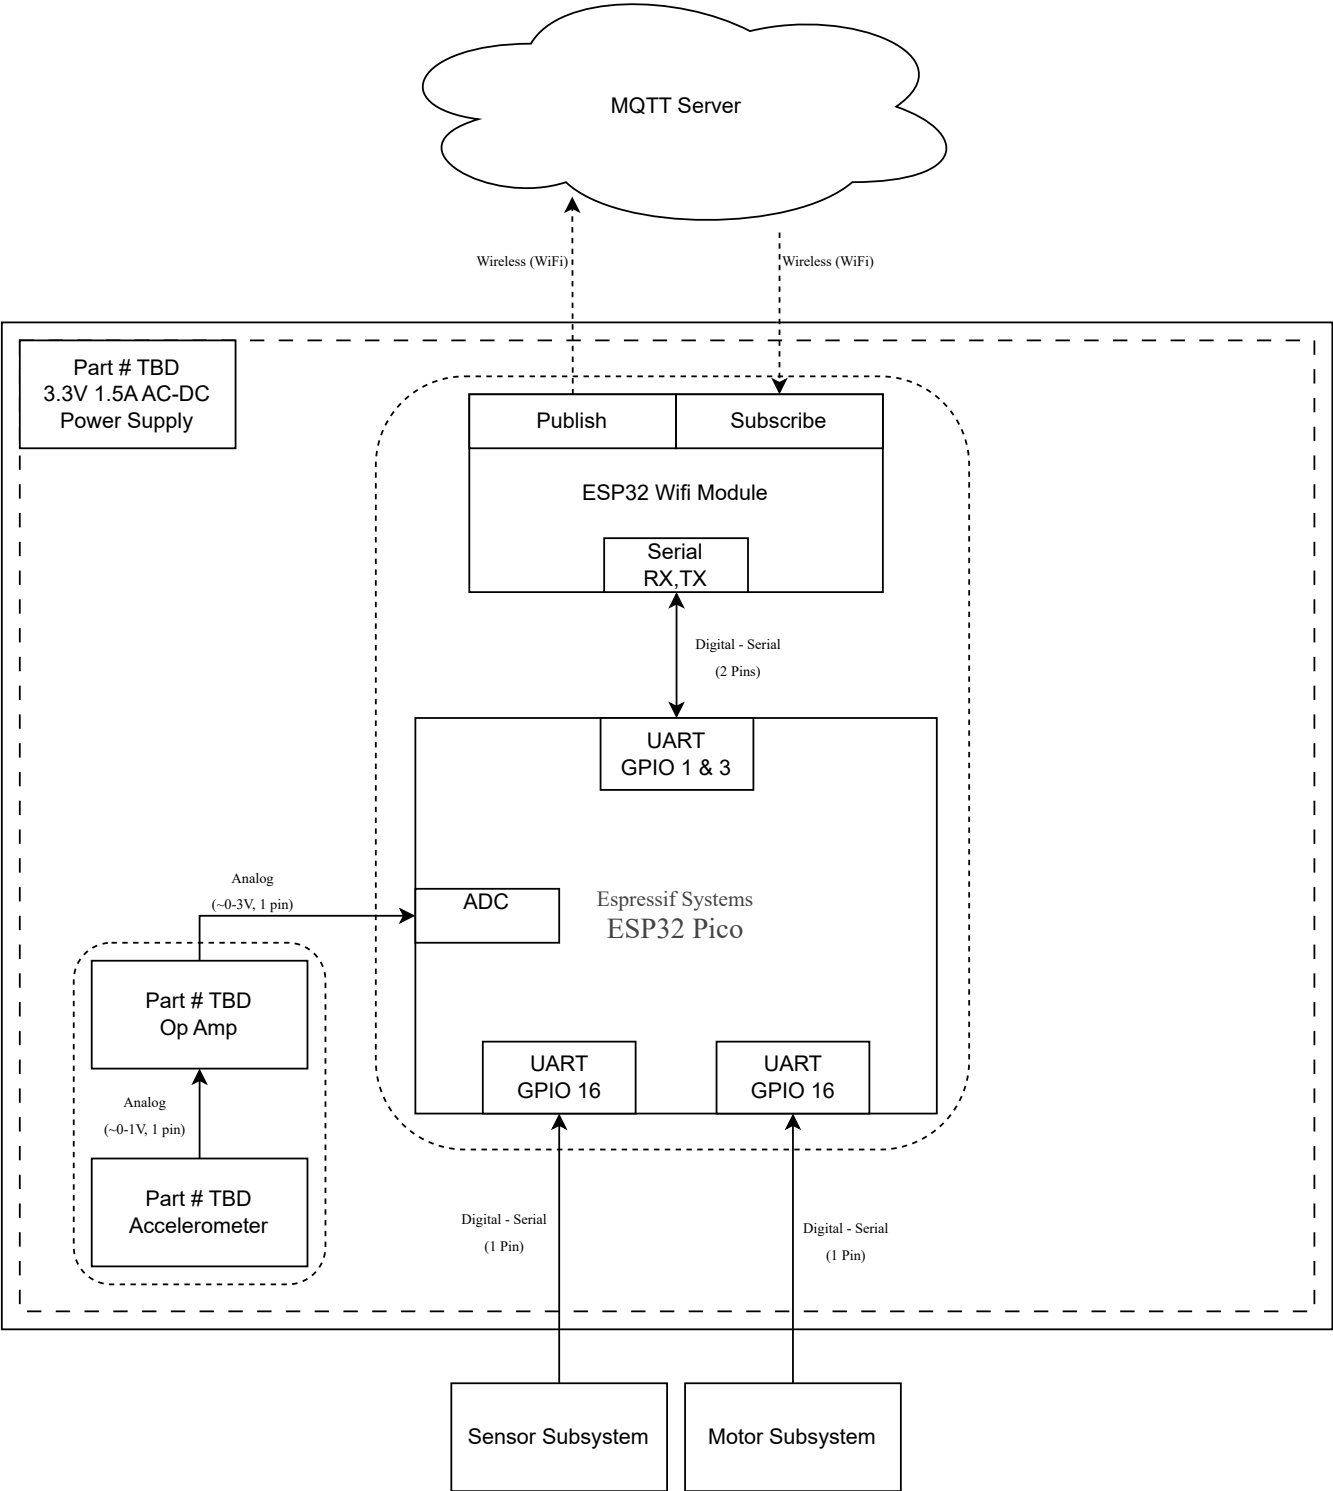 MQTT Server
Wireless (WiFi)
Wireless (WiFi)
Part # TBD
3.3V 1.5A AC-DC
Power Supply
Publish
Subscribe
ESP32 Wifi Module
Serial
RX,TX
Digital - Serial
(2 Pins)
UART
GPIO 1 & 3
Analog
(~0-3V, 1 pin)
ADC
Espressif Systems
ESP32 Pico
Part # TBD
Op Amp
UART
GPIO 16
UART
GPIO 16
Analog
(~0-1V, 1 pin)
Part # TBD
Accelerometer
Digital - Serial
(1 Pin)
Digital - Serial
(1 Pin)
Sensor Subsystem
Motor Subsystem